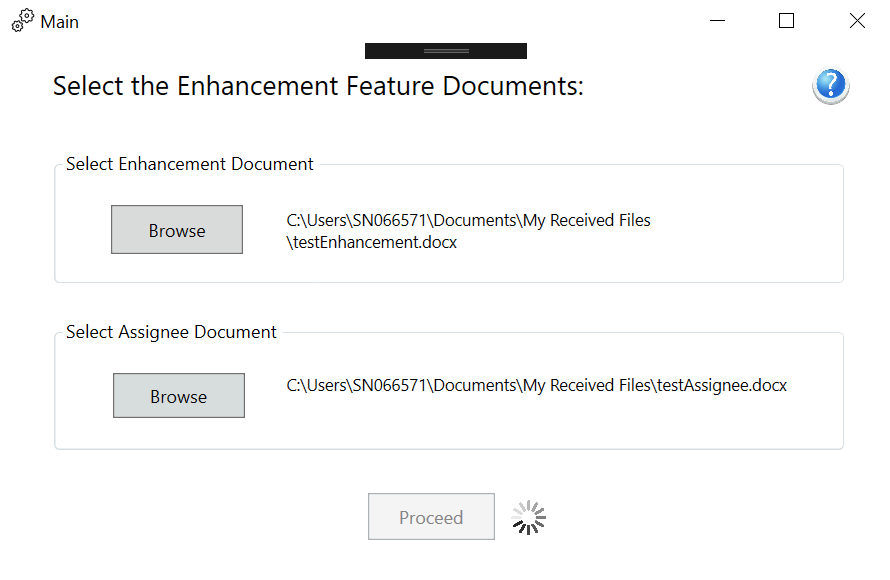 Main
Select the Enhancement Feature Documents:
?
Select Enhancement Document
Browse
C:\Users\SN066571\Documents\My Received Files
\testEnhancement.docx
Select Assignee Document
Browse
C:\Users\SN066571\Documents\My Received Files\testAssignee.docx
Proceed